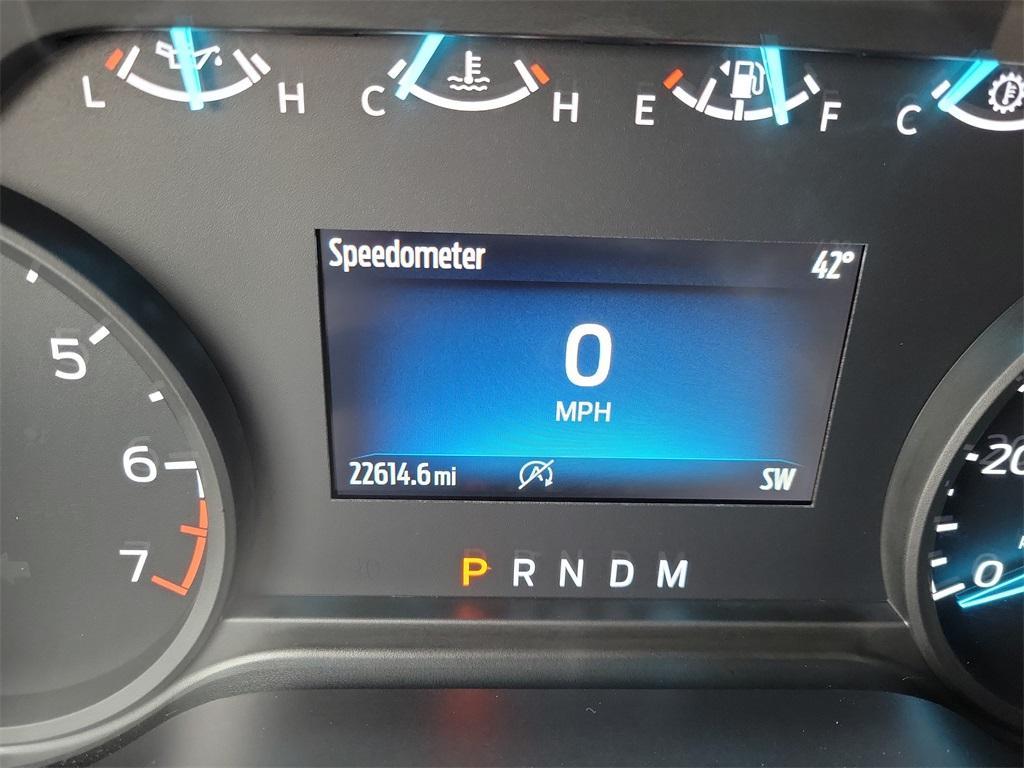 L H C H E F C
Speedometer 42°
0
MPH
22614.6 mi SW
5
6
7
20
0
P R N D M